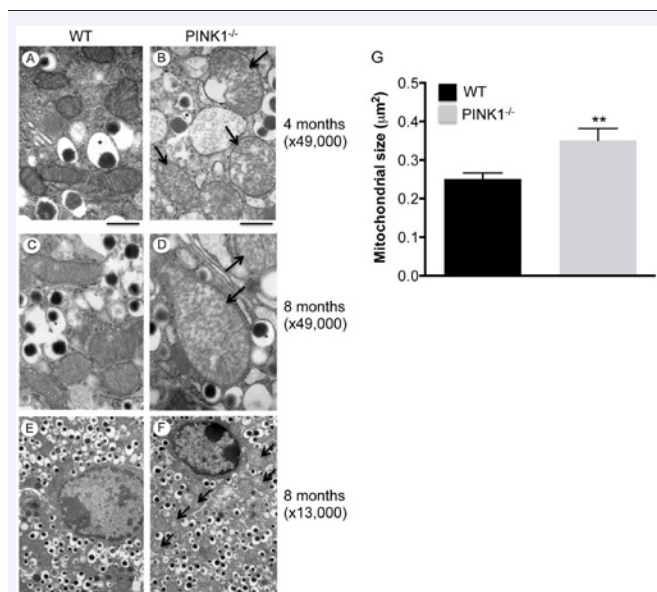 WT PINK1-/-
A B
4 months
(x49,000)
C D
8 months
(x49,000)
E F
8 months
(x13,000)
G
WT
PINK1-/-
Mitochondrial size (μm²)
0.5
0.4
0.3
0.2
0.1
0.0
**